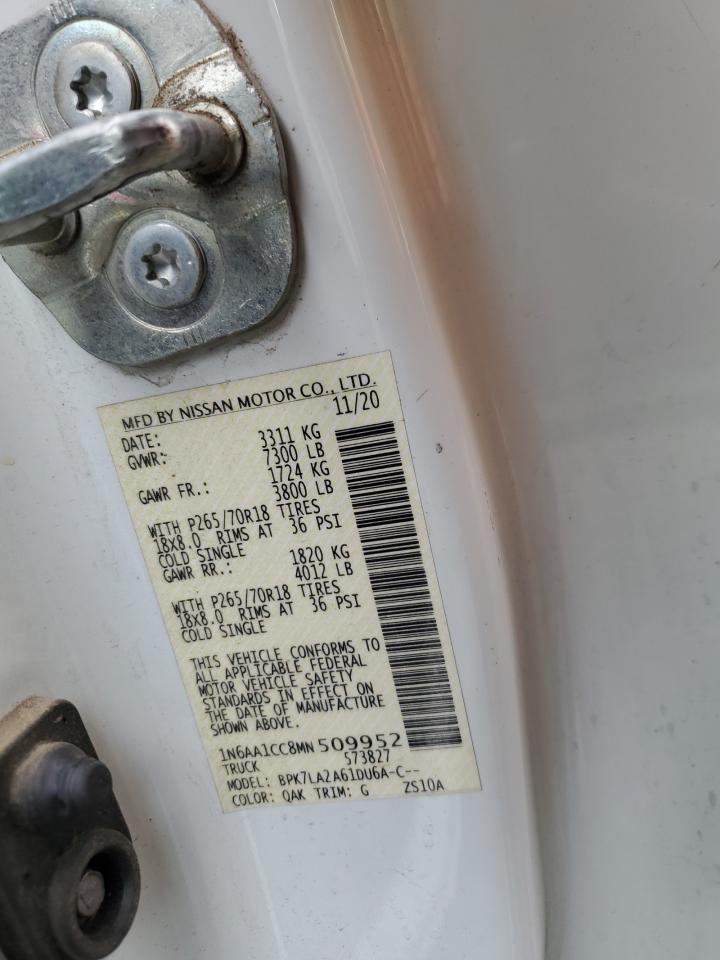 MFD BY NISSAN MOTOR CO., LTD.
DATE: 11/20
GVWR: 3311 KG
7300 LB
GAWR FR.: 1724 KG
3800 LB
WITH P265/70R18 TIRES
18X8.0 RIMS AT 36 PSI
COLD SINGLE
GAWR RR.: 1820 KG
4012 LB
WITH P265/70R18 TIRES
18X8.0 RIMS AT 36 PSI
COLD SINGLE
THIS VEHICLE CONFORMS TO
ALL APPLICABLE FEDERAL
MOTOR VEHICLE SAFETY
STANDARDS IN EFFECT ON
THE DATE OF MANUFACTURE
SHOWN ABOVE.
1N6AA1CC8MN509952
TRUCK 573827
MODEL: BPK7LA2A61DU6A-C--
COLOR: QAK TRIM: G ZS10A